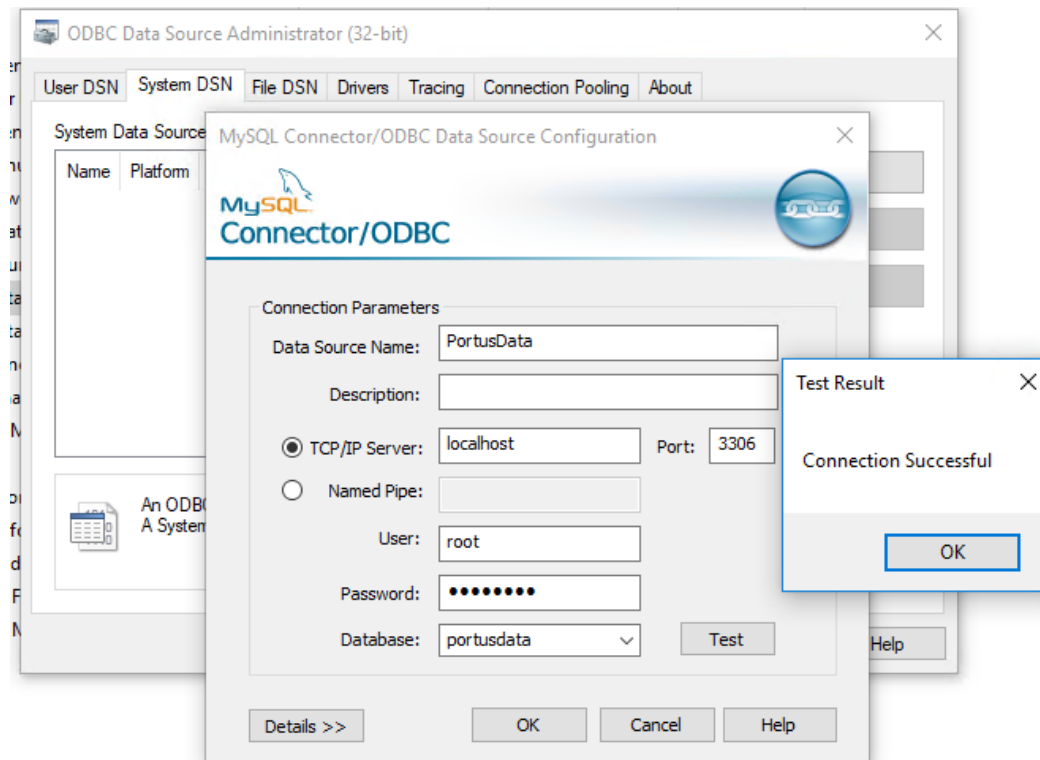 ODBC Data Source Administrator (32-bit)
User DSN System DSN File DSN Drivers Tracing Connection Pooling About
System Data Source
Name Platform
An ODBC
A System
Help
MySQL Connector/ODBC Data Source Configuration
MySQL
Connector/ODBC
Connection Parameters
Data Source Name: PortusData
Description:
TCP/IP Server: localhost Port: 3306
Named Pipe:
User: root
Password: ••••••••
Database: portusdata Test
Details >> OK Cancel Help
Test Result
Connection Successful
OK